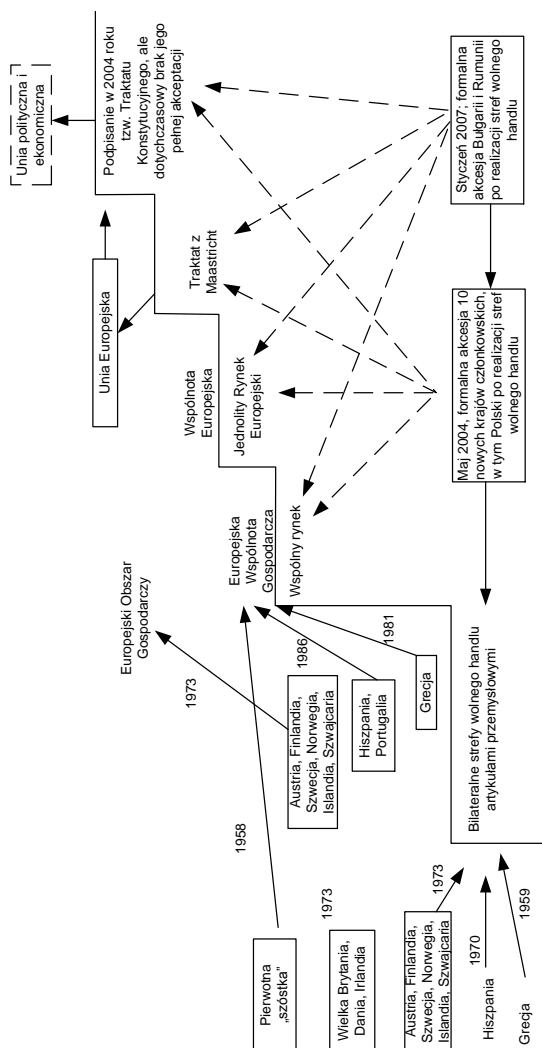 Pierwotna
„szóstka”
1958
Wielka Brytania,
Dania, Irlandia
1973
Austria, Finlandia,
Szwecja, Norwegia,
Islandia, Szwajcaria
1973
Hiszpania
1970
Grecja
1959
Bilateralne strefy wolnego handlu
artykułami przemysłowymi
Austria, Finlandia,
Szwecja, Norwegia,
Islandia, Szwajcaria
1973
Europejski Obszar
Gospodarczy
Hiszpania,
Portugalia
1986
Grecja
1981
Europejska
Wspólnota
Gospodarcza
Wspólny rynek
Wspólnota
Europejska
Jednolity Rynek
Europejski
Unia Europejska
Traktat z
Maastricht
Unia polityczna i
ekonomiczna
Podpisanie w 2004 roku
tzw. Traktatu
Konstytucyjnego, ale
dotychczasowy brak jego
pełnej akceptacji
Maj 2004, formalna akcesja 10
nowych krajów członkowskich,
w tym Polski po realizacji stref
wolnego handlu
Styczeń 2007; formalna
akcesja Bułgarii i Rumunii
po realizacji stref wolnego
handlu